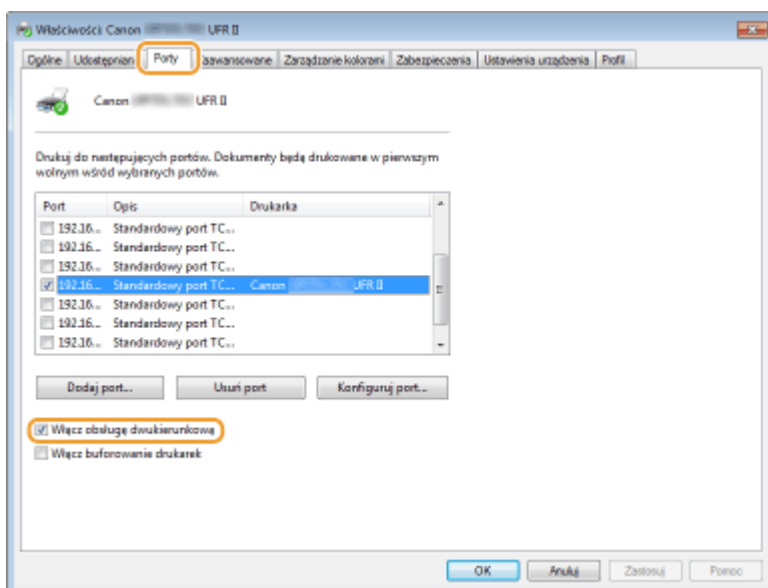 Właściwości: Canon UFR II
Ogólne Udostępnian Porty Zaawansowane Zarządzanie kolorami Zabezpieczenia Ustawienia urządzenia Profil
Canon UFR II
Drukuj do następujących portów. Dokumenty będą drukowane w pierwszym
wolnym wśród wybranych portów.
Port Opis Drukarka
192.16... Standardowy port TC...
192.16... Standardowy port TC...
192.16... Standardowy port TC...
192.16... Standardowy port TC... Canon UFR II
192.16... Standardowy port TC...
192.16... Standardowy port TC...
192.16... Standardowy port TC...
Dodaj port... Usuń port Konfiguruj port...
Włącz obsługę dwukierunkową
Włącz buforowanie drukarek
OK Anuluj Zastosuj Pomoc